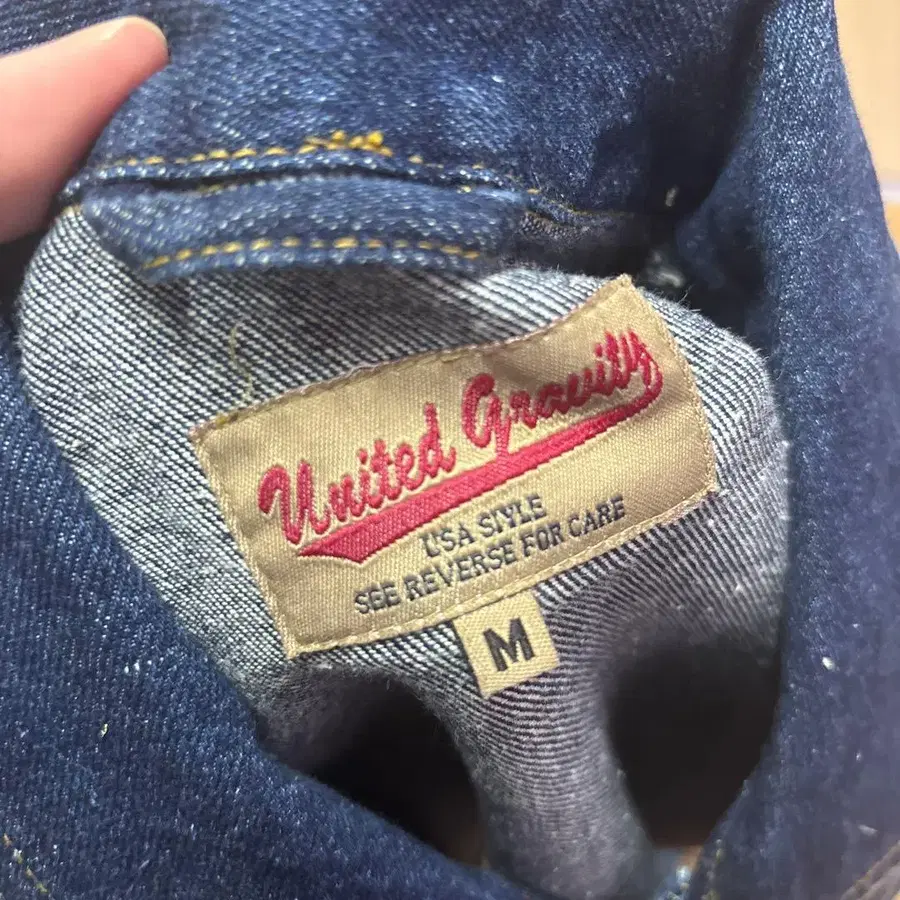 United Gravity
USA STYLE
SEE REVERSE FOR CARE
M